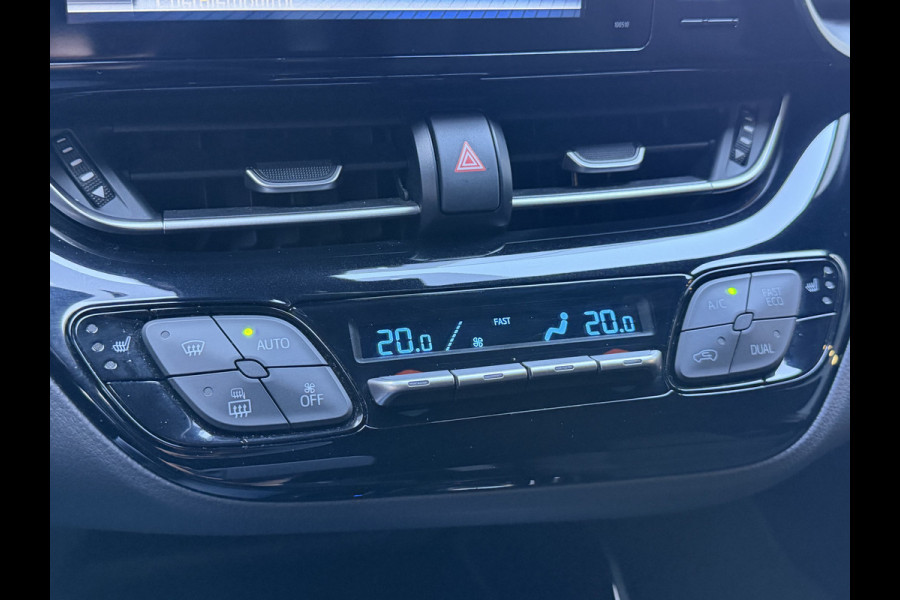 AUTO
OFF
20.0
FAST
20.0
A/C
FAST
ECO
DUAL